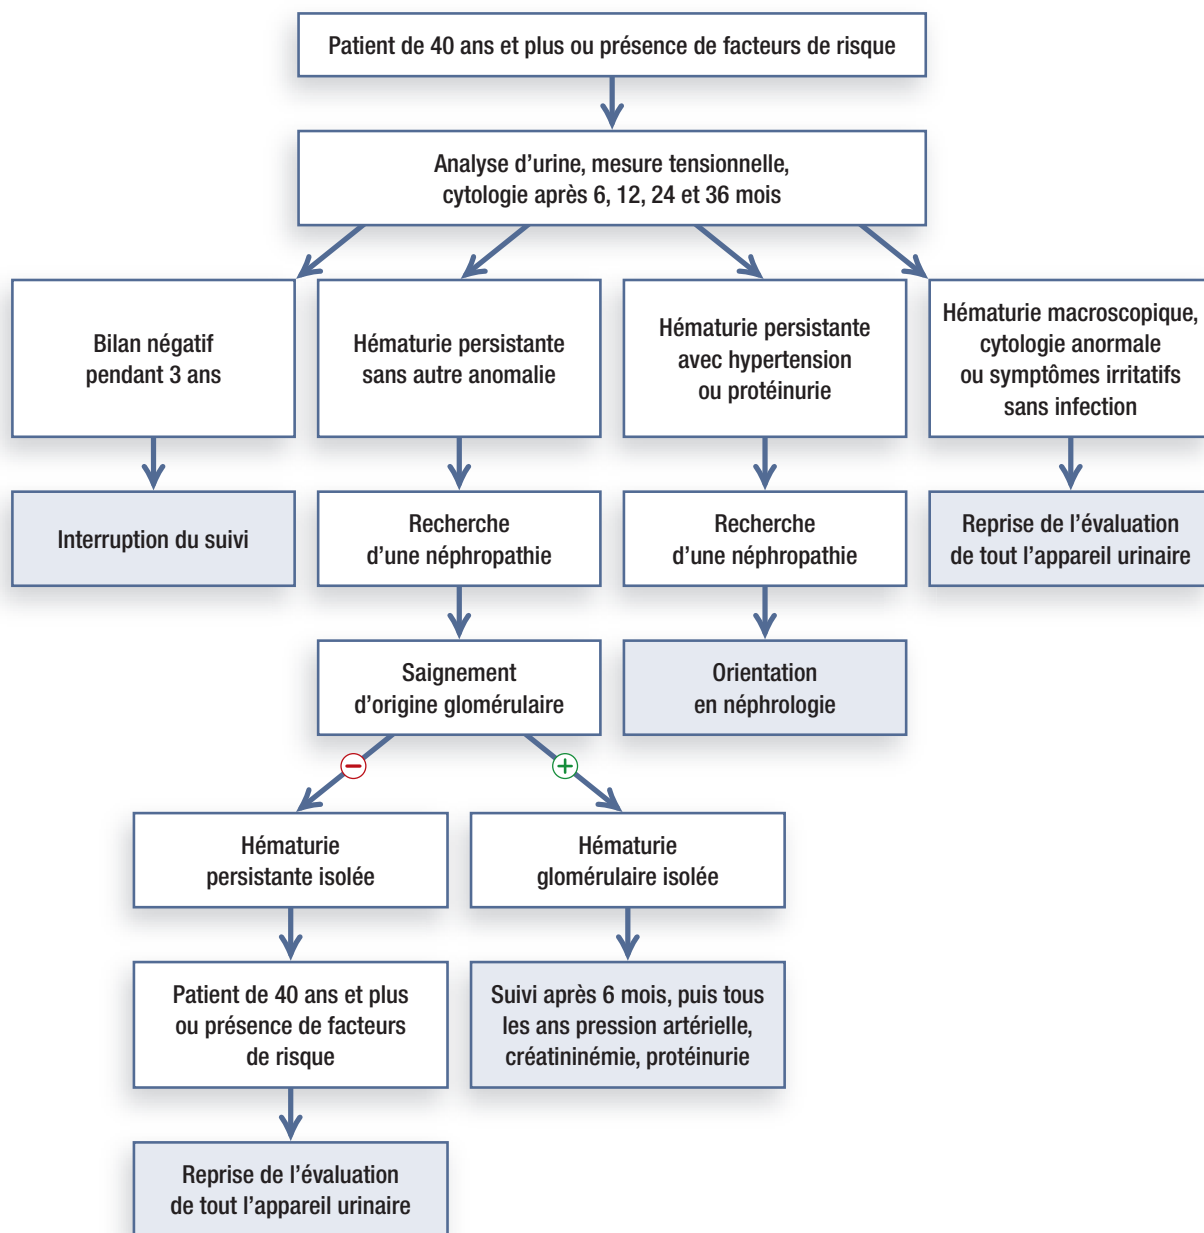 Patient de 40 ans et plus ou présence de facteurs de risque
Analyse d'urine, mesure tensionnelle,
cytologie après 6, 12, 24 et 36 mois
Bilan négatif
pendant 3 ans
Hématurie persistante
sans autre anomalie
Hématurie persistante
avec hypertension
ou protéinurie
Hématurie macroscopique,
cytologie anormale
ou symptômes irritatifs
sans infection
Interruption du suivi
Recherche
d'une néphropathie
Recherche
d'une néphropathie
Reprise de l'évaluation
de tout l'appareil urinaire
Saignement
d'origine glomérulaire
Orientation
en néphrologie
−
+
Hématurie
persistante isolée
Hématurie
glomérulaire isolée
Patient de 40 ans et plus
ou présence de facteurs
de risque
Suivi après 6 mois, puis tous
les ans pression artérielle,
créatininémie, protéinurie
Reprise de l'évaluation
de tout l'appareil urinaire